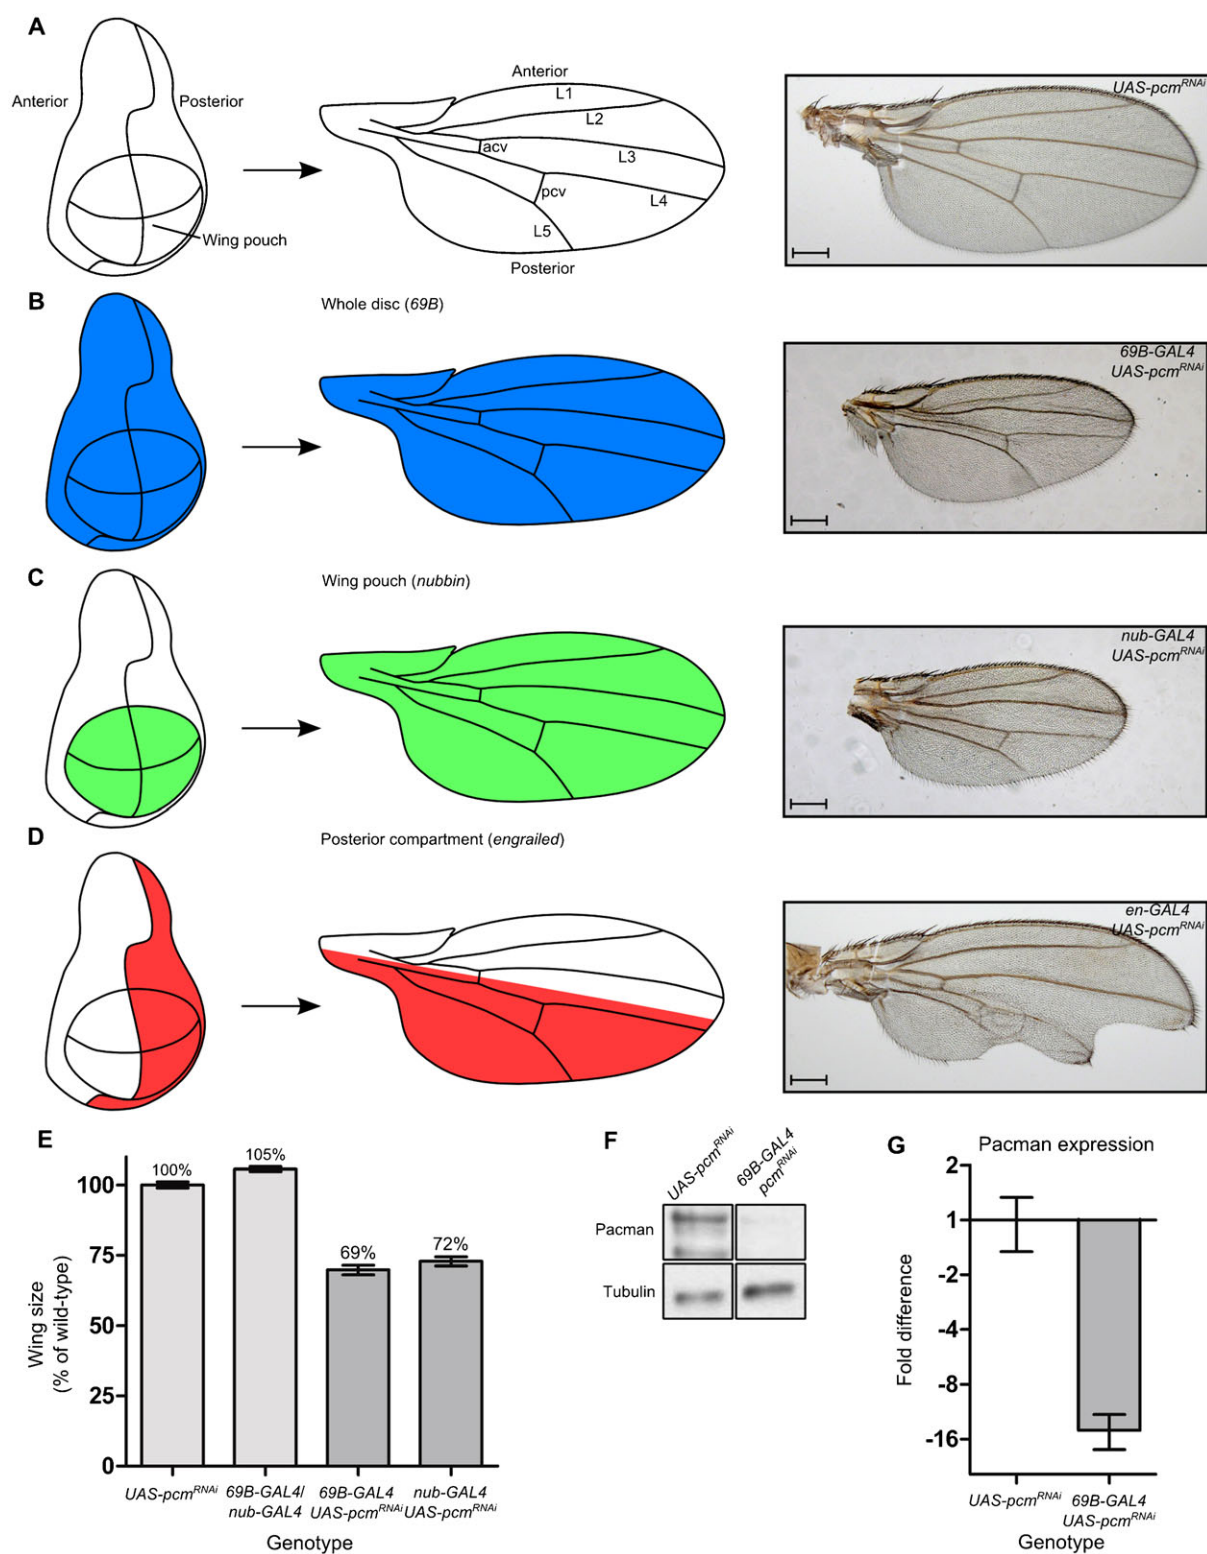 A
Anterior
Posterior
Wing pouch
Anterior
L1
L2
acv
L3
pcv
L4
L5
Posterior
UAS-pcm^RNAi
B
Whole disc (69B)
69B-GAL4
UAS-pcm^RNAi
C
Wing pouch (nubbin)
nub-GAL4
UAS-pcm^RNAi
D
Posterior compartment (engrailed)
en-GAL4
UAS-pcm^RNAi
E
Wing size
(% of wild-type)
100
75
50
25
0
100%
105%
69%
72%
UAS-pcm^RNAi
69B-GAL4/
nub-GAL4
69B-GAL4
UAS-pcm^RNAi
nub-GAL4
UAS-pcm^RNAi
Genotype
F
UAS-pcm^RNAi
69B-GAL4
pcm^RNAi
Pacman
Tubulin
G
Pacman expression
Fold difference
2
1
-2
-4
-8
-16
UAS-pcm^RNAi
69B-GAL4
UAS-pcm^RNAi
Genotype